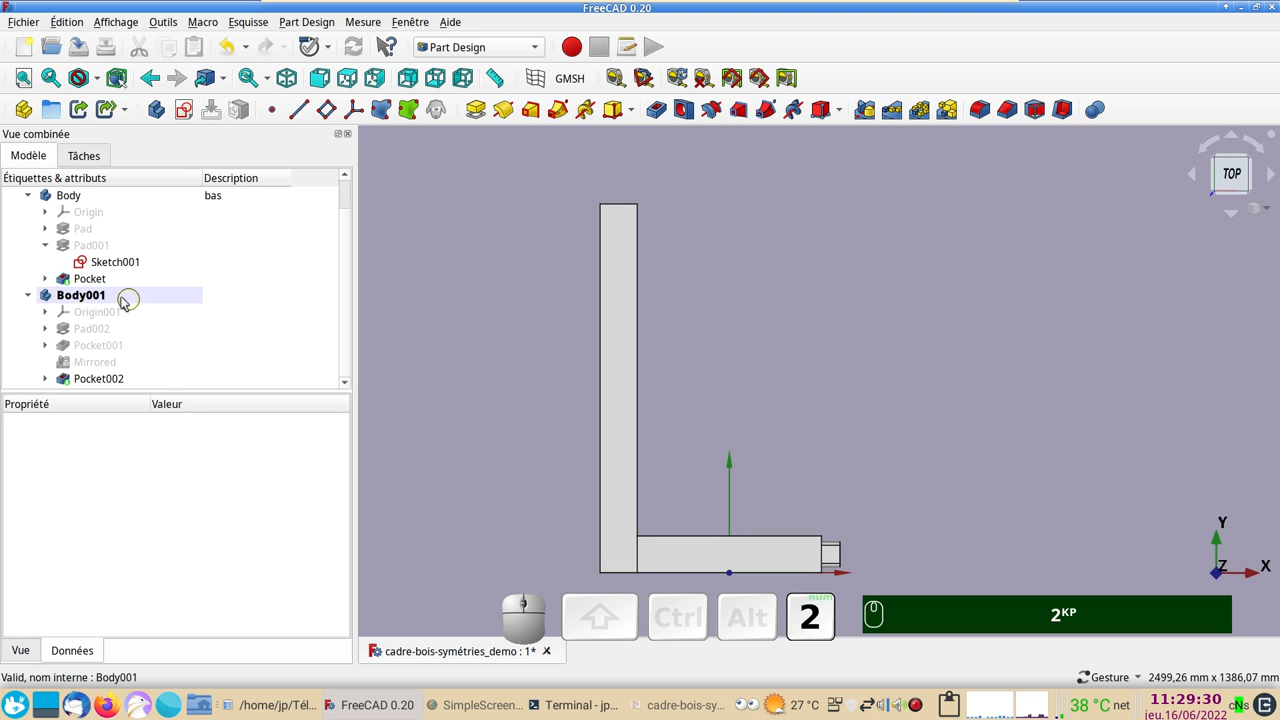 FreeCAD 0.20
Fichier Édition Affichage Outils Macro Esquisse Part Design Mesure Fenêtre Aide
Part Design
GMSH
Vue combinée
Modèle Tâches
Étiquettes & attributs Description
Body bas
Origin
Pad
Pad001
Sketch001
Pocket
Body001
Origin001
Pad002
Pocket001
Mirrored
Pocket002
Propriété Valeur
TOP
Y
Z X
Ctrl Alt num 2 2KP
Vue Données
cadre-bois-symétries_demo : 1*
Valid, nom interne : Body001 Gesture 2499,26 mm x 1386,07 mm
/home/jp/Tél... FreeCAD 0.20 SimpleScreen... Terminal - jp... cadre-bois-sy... 27 °C 38 °C net 11:29:30 cNs
jeu.16/06/2022